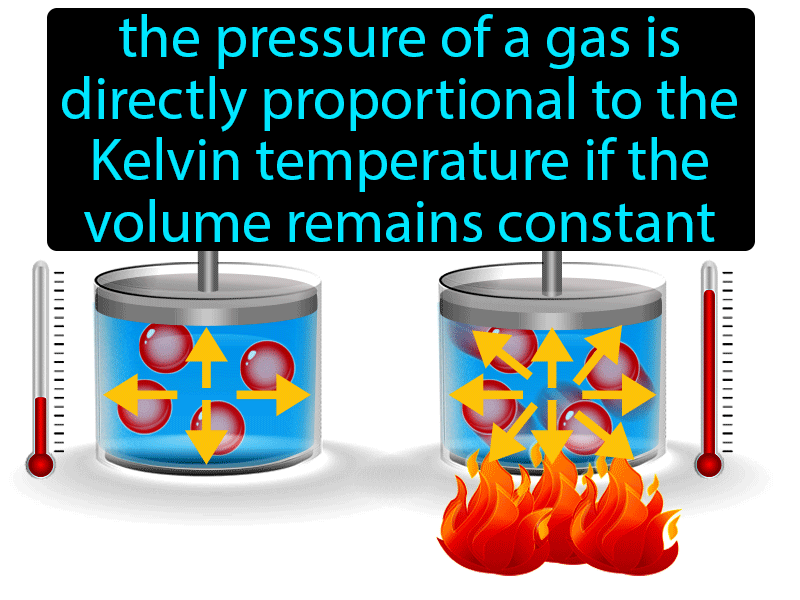 the pressure of a gas is
directly proportional to the
Kelvin temperature if the
volume remains constant